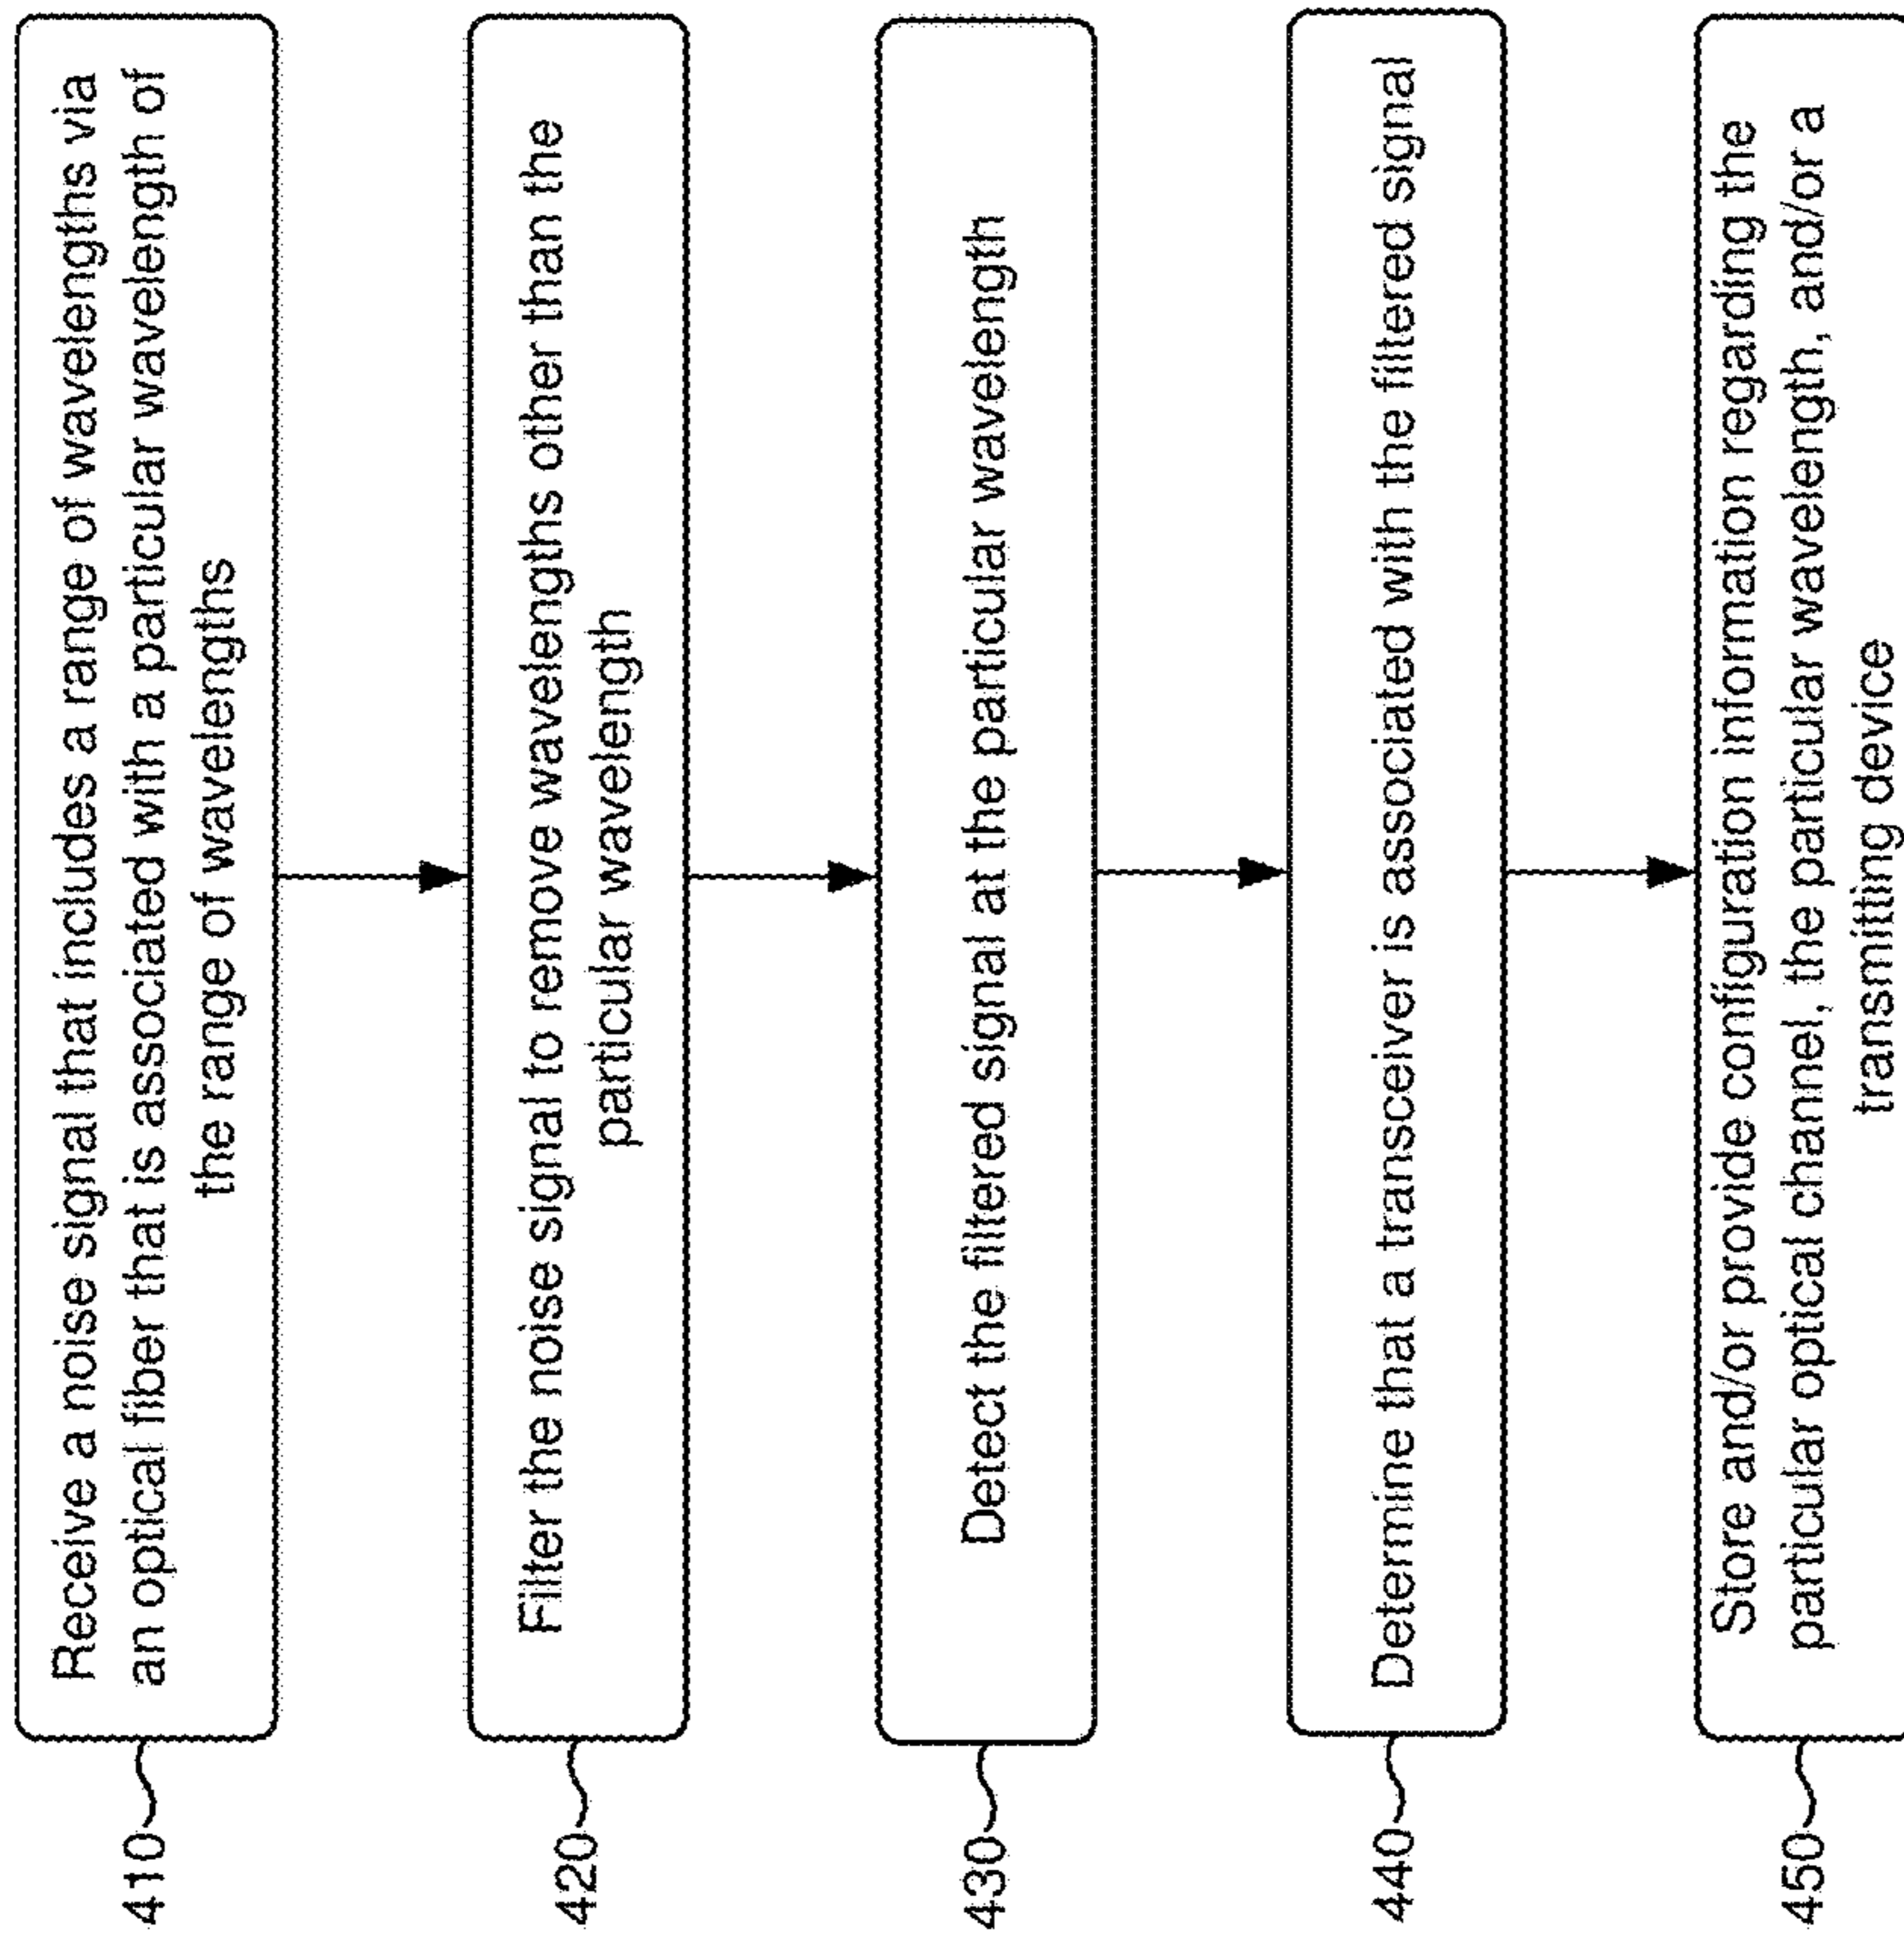 410
Receive a noise signal that includes a range of wavelengths via
an optical fiber that is associated with a particular wavelength of
the range of wavelengths
420
Filter the noise signal to remove wavelengths other than the
particular wavelength
430
Detect the filtered signal at the particular wavelength
440
Determine that a transceiver is associated with the filtered signal
450
Store and/or provide configuration information regarding the
particular optical channel, the particular wavelength, and/or a
transmitting device